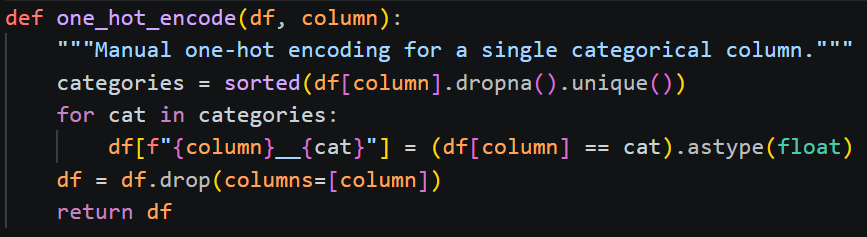 def one_hot_encode(df, column):
    """Manual one-hot encoding for a single categorical column."""
    categories = sorted(df[column].dropna().unique())
    for cat in categories:
        df[f"{column}__{cat}"] = (df[column] == cat).astype(float)
    df = df.drop(columns=[column])
    return df